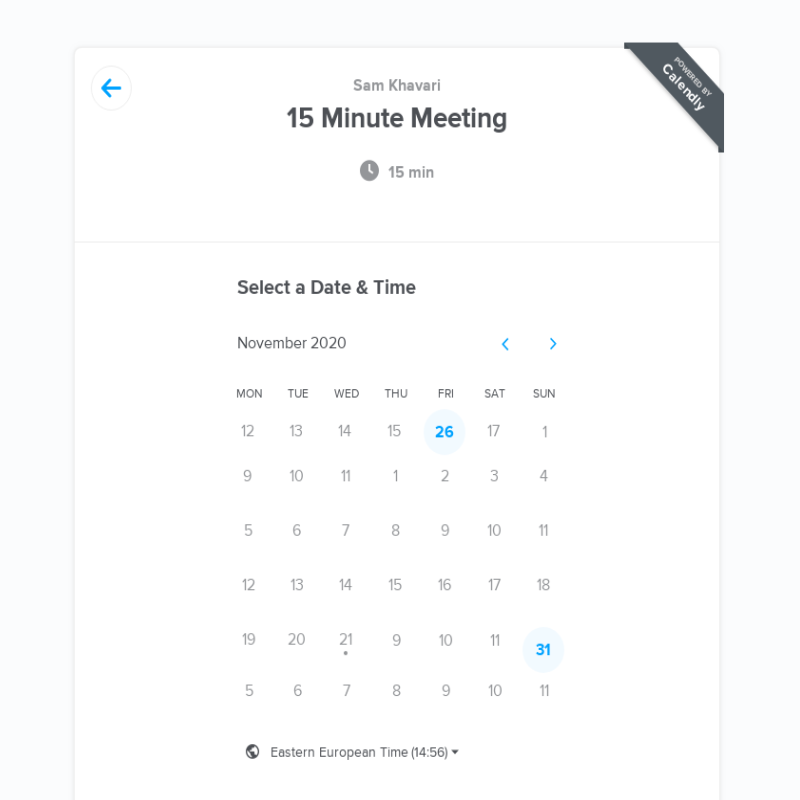 POWERED BY
Calendly
Sam Khavari
15 Minute Meeting
15 min
Select a Date & Time
November 2020
MON TUE WED THU FRI SAT SUN
12 13 14 15 26 17 1
9 10 11 1 2 3 4
5 6 7 8 9 10 11
12 13 14 15 16 17 18
19 20 21 9 10 11 31
5 6 7 8 9 10 11
Eastern European Time (14:56)